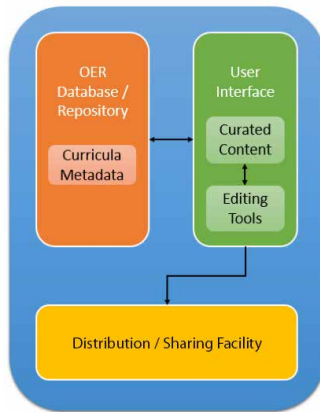 OER
Database /
Repository
Curricula
Metadata
User
Interface
Curated
Content
Editing
Tools
Distribution / Sharing Facility